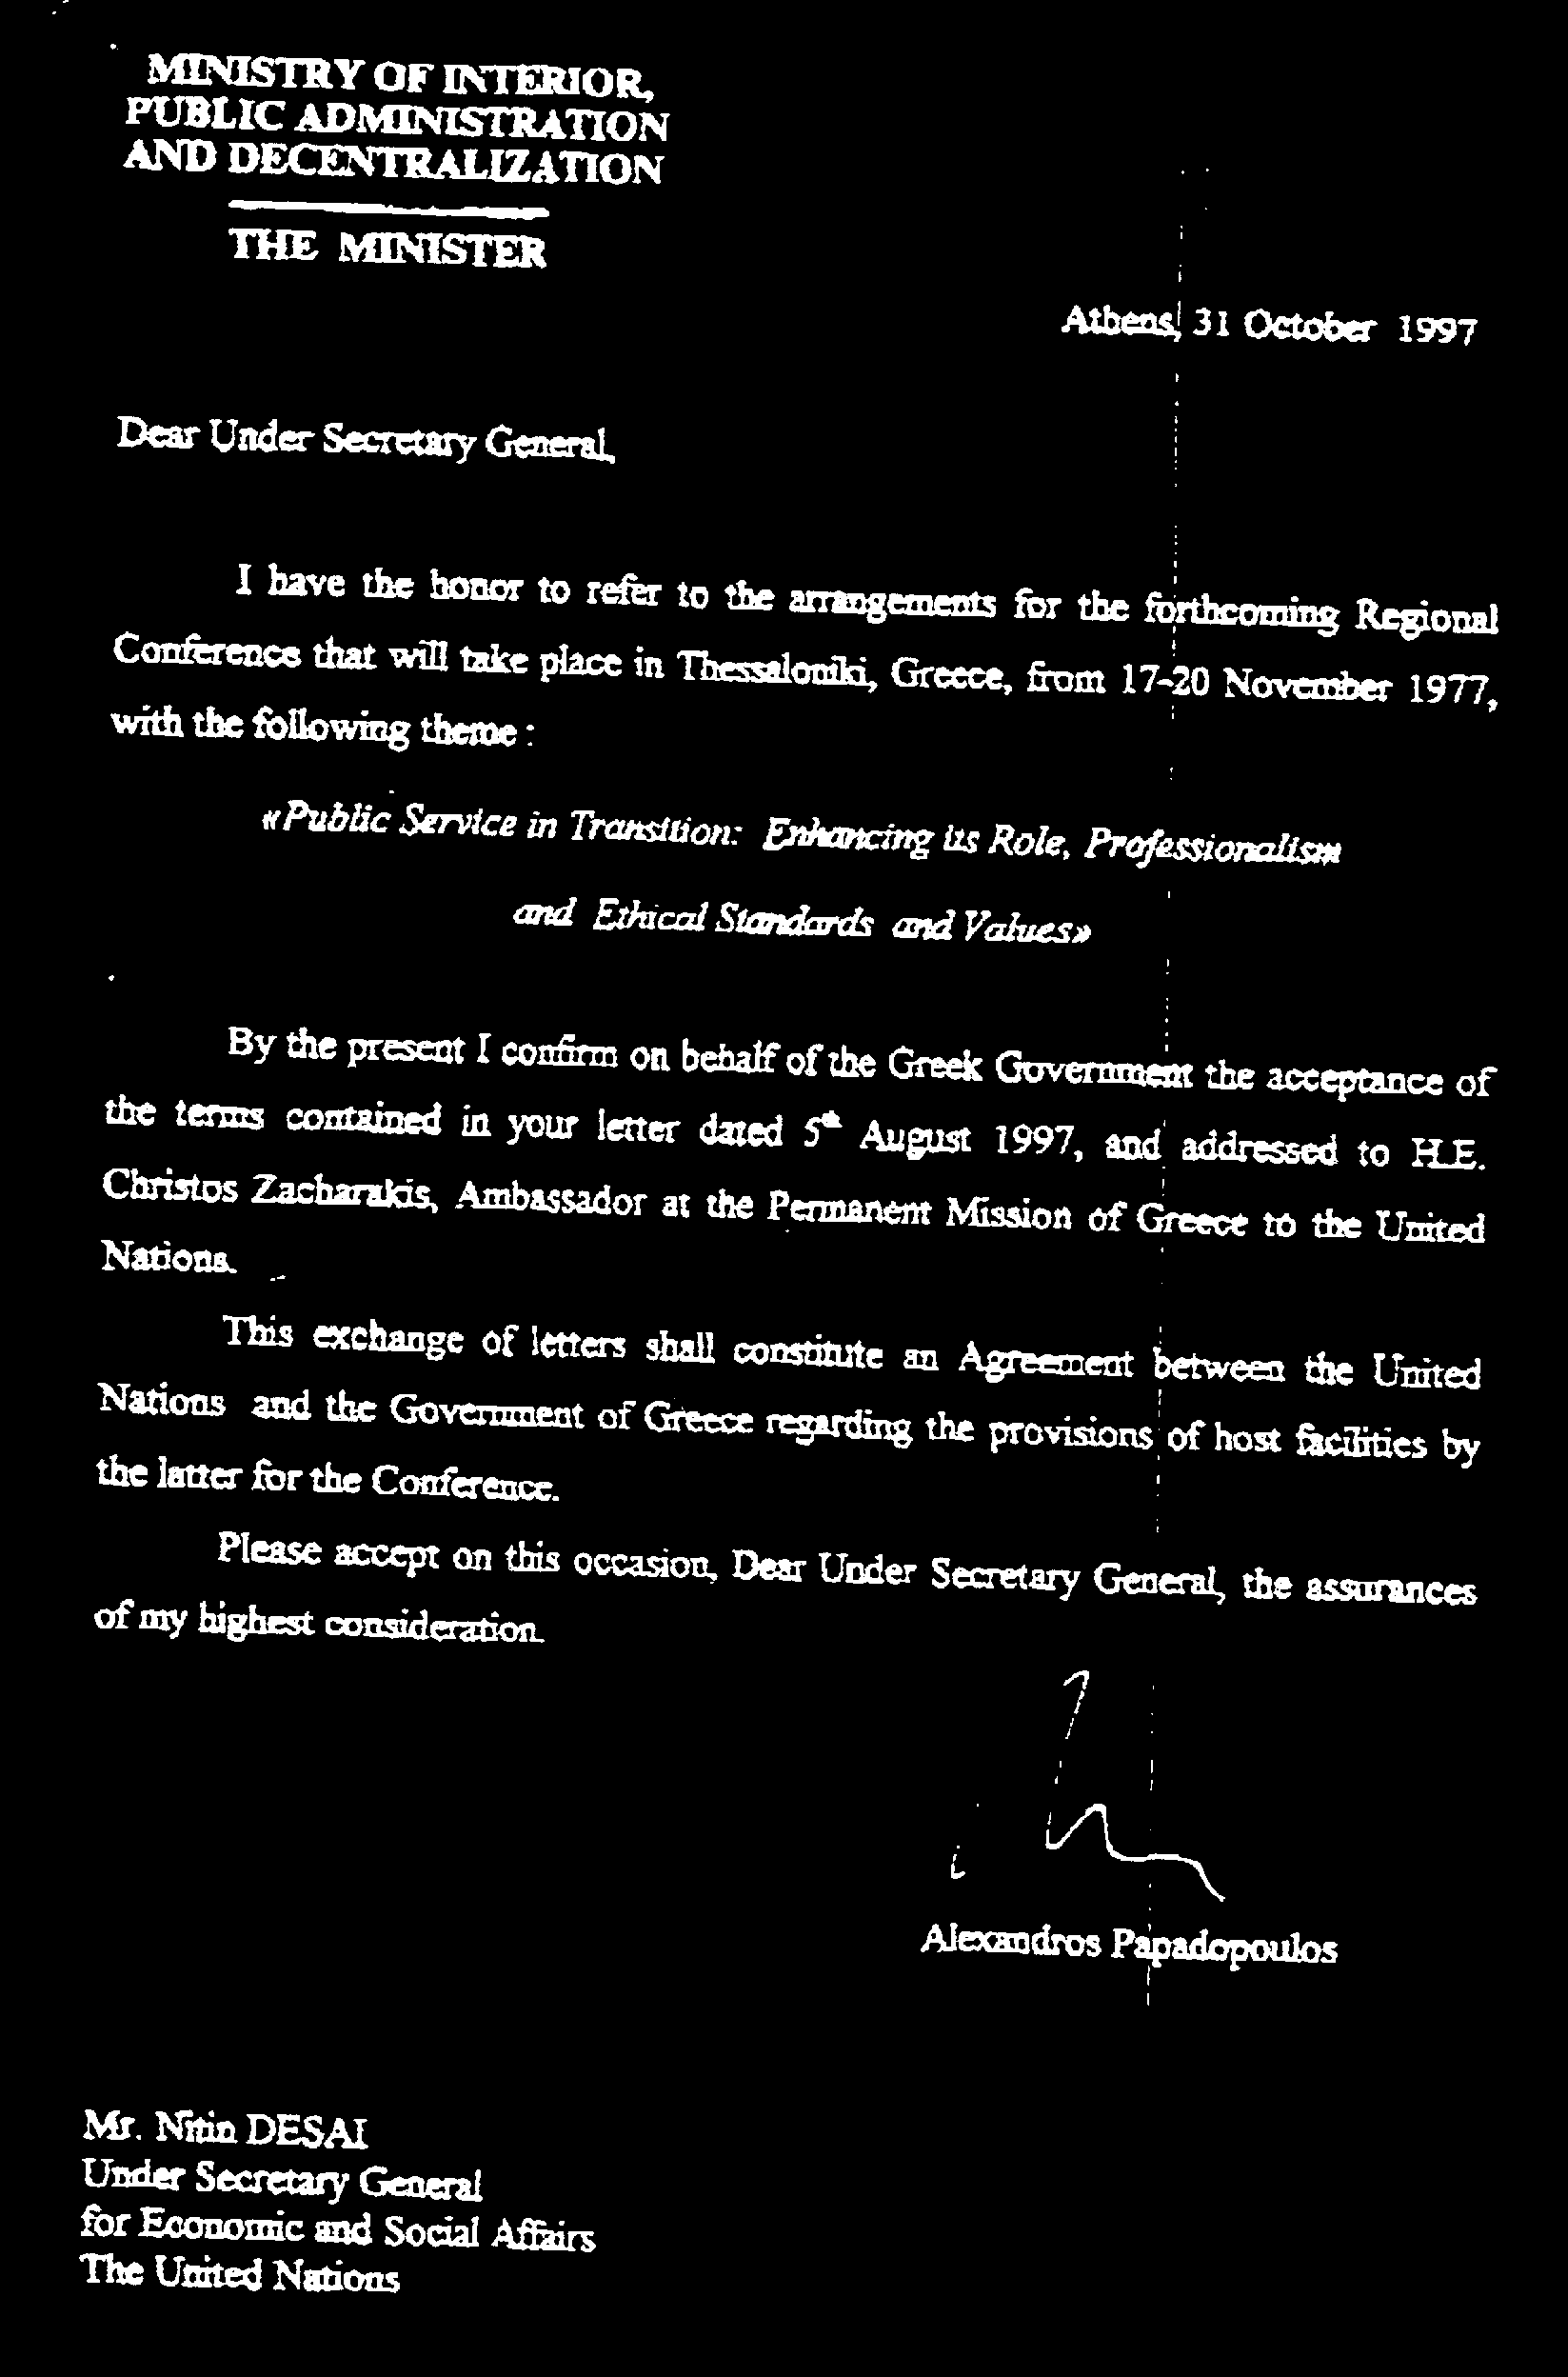 MINISTRY OF INTERIOR,
PUBLIC ADMINISTRATION
AND DECENTRALIZATION
THE MINISTER
Athens, 31 October 1997
Dear Under Secretary General,
I have the honor to refer to the arrangements for the forthcoming Regional
Conference that will take place in Thessaloniki, Greece, from 17-20 November 1977,
with the following theme :
«Public Service in Transition: Enhancing its Role, Professionalism
and Ethical Standards and Values»
By the present I confirm on behalf of the Greek Government the acceptance of
the terms contained in your letter dated 5th August 1997, and addressed to H.E.
Christos Zacharakis, Ambassador at the Permanent Mission of Greece to the United
Nations.
This exchange of letters shall constitute an Agreement between the United
Nations and the Government of Greece regarding the provisions of host facilities by
the latter for the Conference.
Please accept on this occasion, Dear Under Secretary General, the assurances
of my highest consideration.
Alexandros Papadopoulos
Mr. Nitin DESAI
Under Secretary General
for Economic and Social Affairs
The United Nations